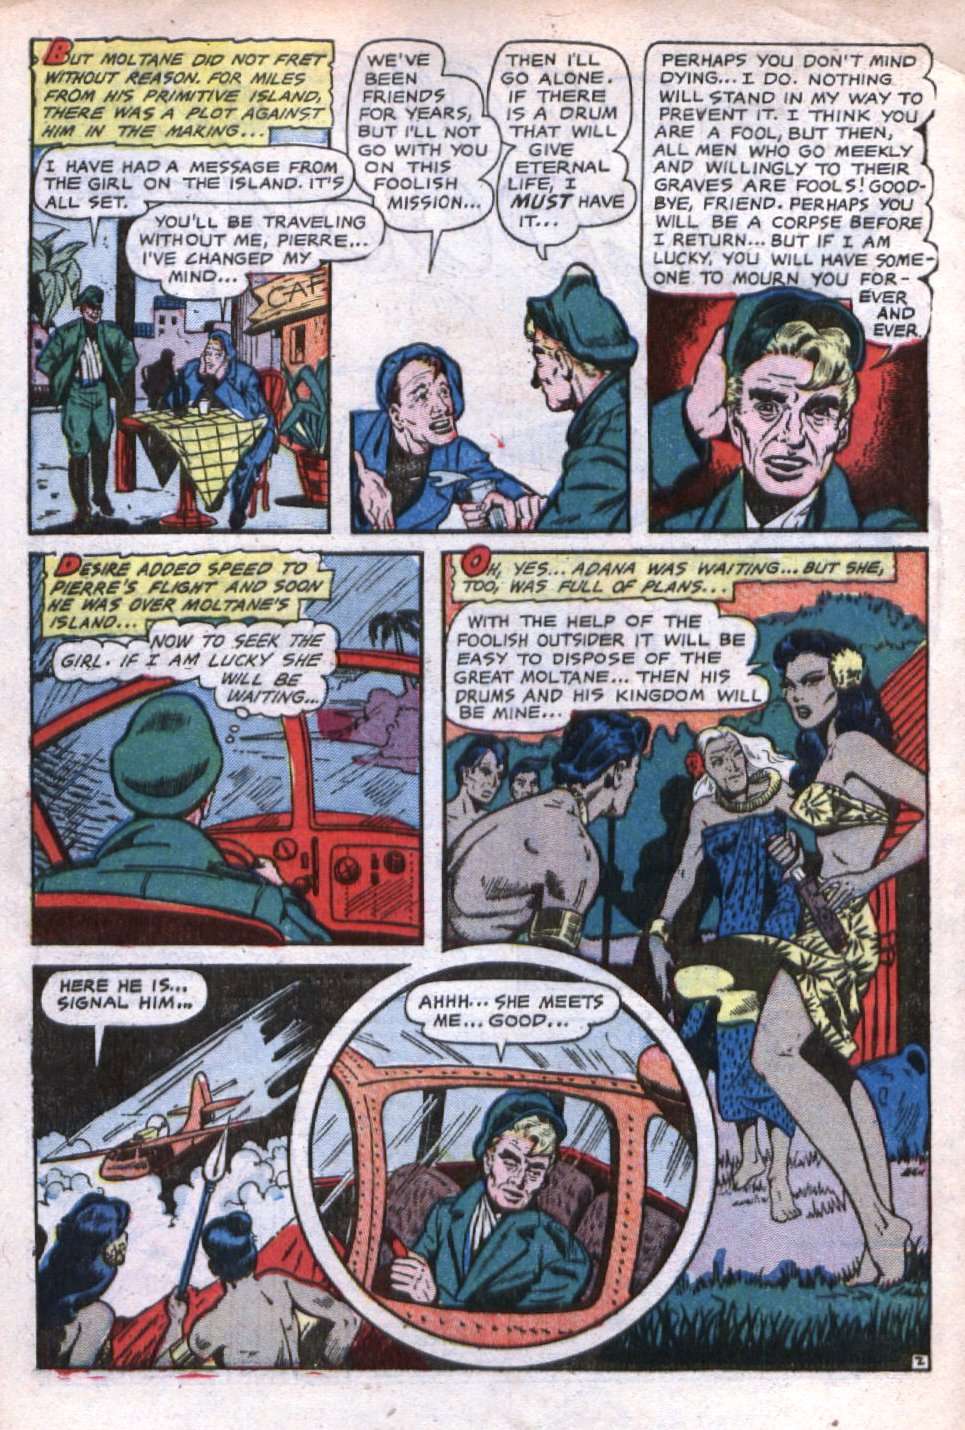 BUT MOLTANE DID NOT FRET
WITHOUT REASON. FOR MILES
FROM HIS PRIMITIVE ISLAND,
THERE WAS A PLOT AGAINST
HIM IN THE MAKING...
I HAVE HAD A MESSAGE FROM
THE GIRL ON THE ISLAND. IT'S
ALL SET.
YOU'LL BE TRAVELING
WITHOUT ME, PIERRE...
I'VE CHANGED MY
MIND...
CAF
WE'VE
BEEN
FRIENDS
FOR YEARS,
BUT I'LL NOT
GO WITH YOU
ON THIS
FOOLISH
MISSION...
THEN I'LL
GO ALONE.
IF THERE
IS A DRUM
THAT WILL
GIVE
ETERNAL
LIFE, I
MUST HAVE
IT...
PERHAPS YOU DON'T MIND
DYING... I DO. NOTHING
WILL STAND IN MY WAY TO
PREVENT IT. I THINK YOU
ARE A FOOL, BUT THEN,
ALL MEN WHO GO MEEKLY
AND WILLINGLY TO THEIR
GRAVES ARE FOOLS! GOOD-
BYE, FRIEND. PERHAPS YOU
WILL BE A CORPSE BEFORE
I RETURN... BUT IF I AM
LUCKY, YOU WILL HAVE SOME-
ONE TO MOURN YOU FOR-
EVER
AND
EVER
DESIRE ADDED SPEED TO
PIERRE'S FLIGHT AND SOON
HE WAS OVER MOLTANE'S
ISLAND...
NOW TO SEEK THE
GIRL. IF I AM LUCKY SHE
WILL BE
WAITING...
OH, YES... ADANA WAS WAITING... BUT SHE,
TOO, WAS FULL OF PLANS...
WITH THE HELP OF THE
FOOLISH OUTSIDER IT WILL BE
EASY TO DISPOSE OF THE
GREAT MOLTANE... THEN HIS
DRUMS AND HIS KINGDOM WILL
BE MINE...
HERE HE IS...
SIGNAL HIM...
AHHH... SHE MEETS
ME... GOOD...
2